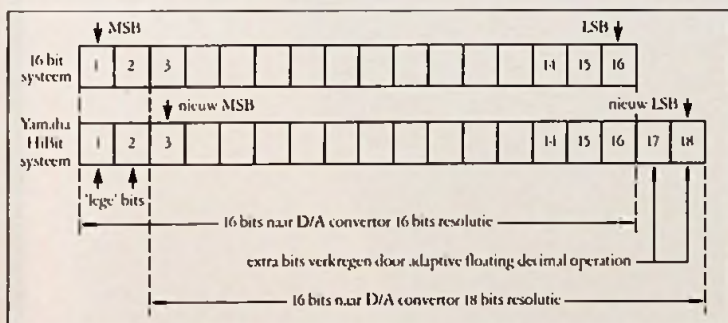 MSB LSB
16 bit systeem 1 2 3 14 15 16
nieuw MSB nieuw LSB
Yamaha HiBit systeem 1 2 3 14 15 16 17 18
'lege' bits
16 bits naar D/A convertor 16 bits resolutie
extra bits verkregen door adaptive floating decimal operation
16 bits naar D/A convertor 18 bits resolutie